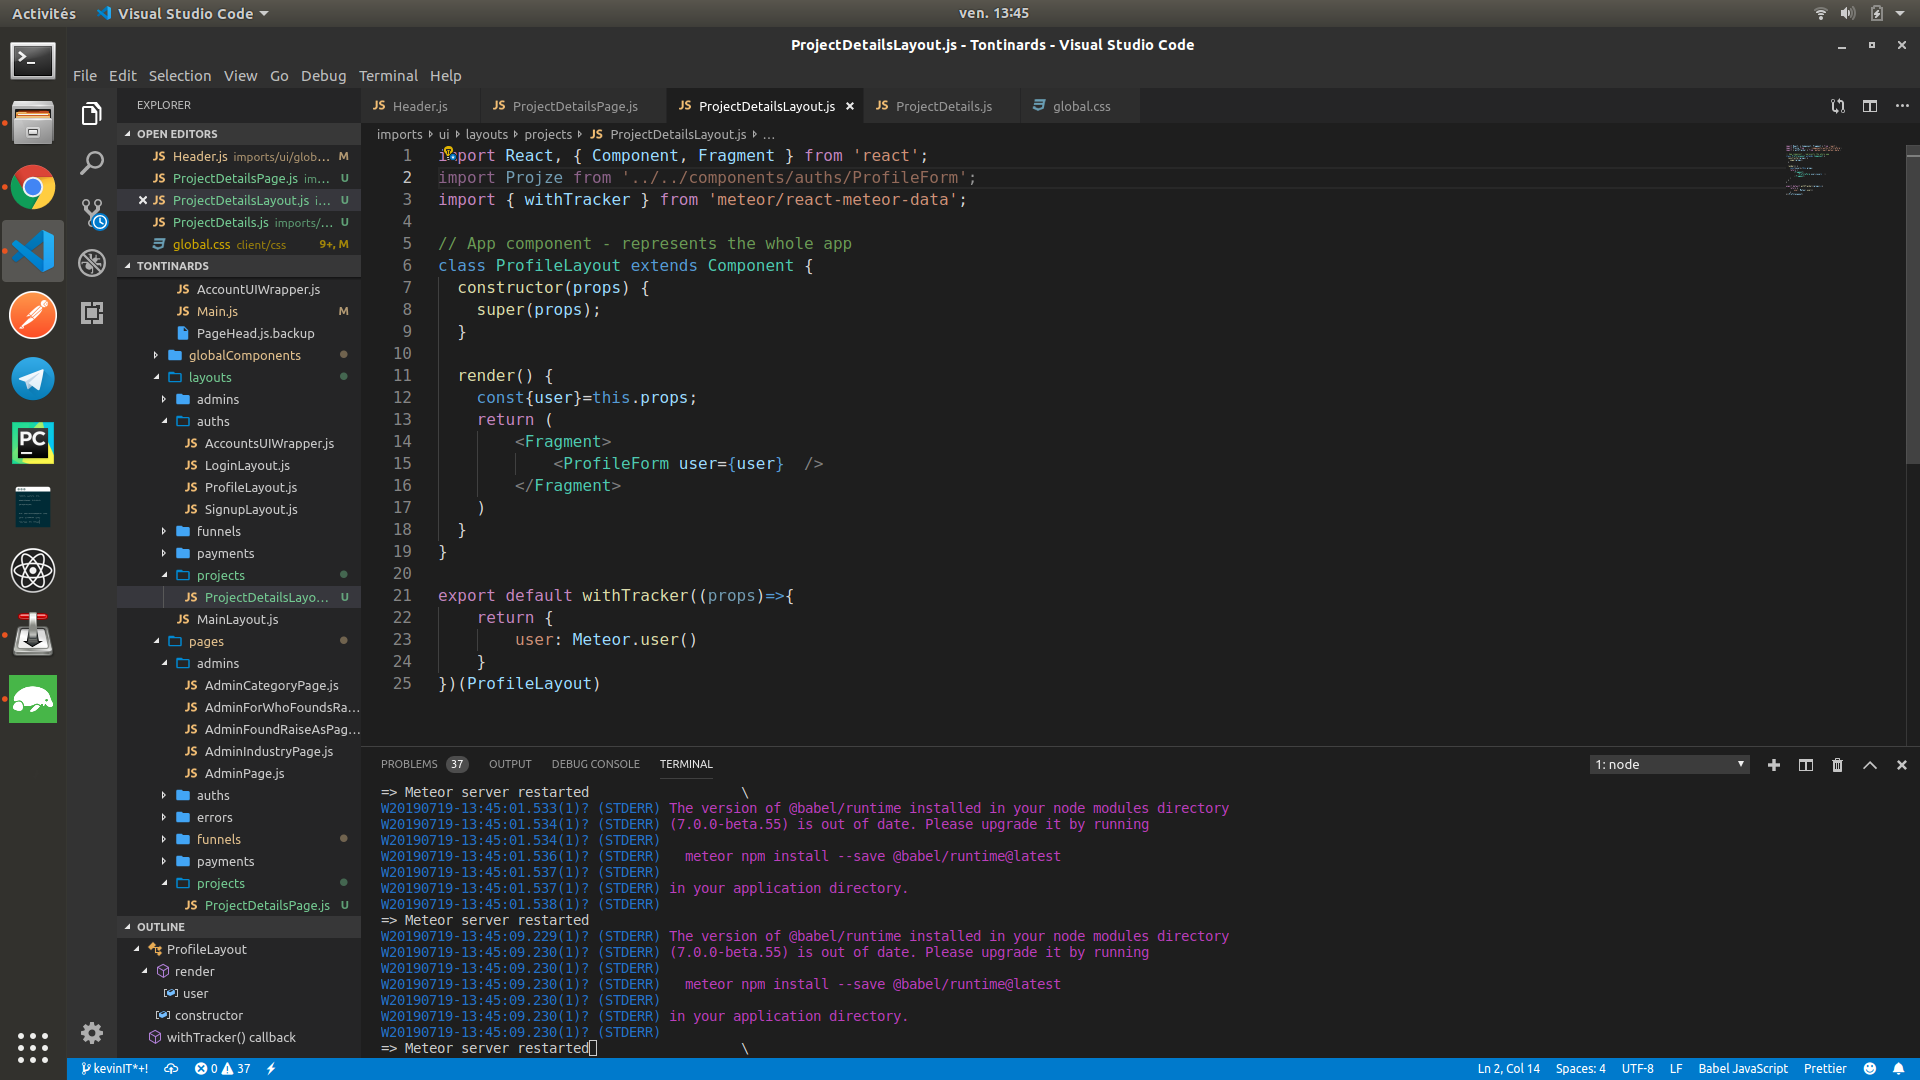 Activités
Visual Studio Code
ven. 13:45
ProjectDetailsLayout.js - Tontinards - Visual Studio Code
File Edit Selection View Go Debug Terminal Help
EXPLORER
OPEN EDITORS
JS Header.js imports/ui/glob... M
JS ProjectDetailsPage.js im... U
JS ProjectDetailsLayout.js i... U
JS ProjectDetails.js imports/... U
global.css client/css 9+, M
TONTINARDS
JS AccountUIWrapper.js
JS Main.js M
PageHead.js.backup
globalComponents
layouts
admins
auths
JS AccountsUIWrapper.js
JS LoginLayout.js
JS ProfileLayout.js
JS SignupLayout.js
funnels
payments
projects
JS ProjectDetailsLayo... U
JS MainLayout.js
pages
admins
JS AdminCategoryPage.js
JS AdminForWhoFoundsRa...
JS AdminFoundRaiseAsPag...
JS AdminIndustryPage.js
JS AdminPage.js
auths
errors
funnels
payments
projects
JS ProjectDetailsPage.js U
OUTLINE
ProfileLayout
render
user
constructor
withTracker() callback
JS Header.js JS ProjectDetailsPage.js JS ProjectDetailsLayout.js JS ProjectDetails.js global.css
imports ui layouts projects JS ProjectDetailsLayout.js ...
1 import React, { Component, Fragment } from 'react';
2 import Projze from '../../components/auths/ProfileForm';
3 import { withTracker } from 'meteor/react-meteor-data';
4
5 // App component - represents the whole app
6 class ProfileLayout extends Component {
7 constructor(props) {
8 super(props);
9 }
10
11 render() {
12 const{user}=this.props;
13 return (
14 <Fragment>
15 <ProfileForm user={user} />
16 </Fragment>
17 )
18 }
19 }
20
21 export default withTracker((props)=>{
22 return {
23 user: Meteor.user()
24 }
25 })(ProfileLayout)
PROBLEMS 37 OUTPUT DEBUG CONSOLE TERMINAL
1: node
=> Meteor server restarted \
W20190719-13:45:01.533(1)? (STDERR) The version of @babel/runtime installed in your node modules directory
W20190719-13:45:01.534(1)? (STDERR) (7.0.0-beta.55) is out of date. Please upgrade it by running
W20190719-13:45:01.534(1)? (STDERR)
W20190719-13:45:01.536(1)? (STDERR) meteor npm install --save @babel/runtime@latest
W20190719-13:45:01.537(1)? (STDERR)
W20190719-13:45:01.537(1)? (STDERR) in your application directory.
W20190719-13:45:01.538(1)? (STDERR)
=> Meteor server restarted
W20190719-13:45:09.229(1)? (STDERR) The version of @babel/runtime installed in your node modules directory
W20190719-13:45:09.230(1)? (STDERR) (7.0.0-beta.55) is out of date. Please upgrade it by running
W20190719-13:45:09.230(1)? (STDERR)
W20190719-13:45:09.230(1)? (STDERR) meteor npm install --save @babel/runtime@latest
W20190719-13:45:09.230(1)? (STDERR)
W20190719-13:45:09.230(1)? (STDERR) in your application directory.
W20190719-13:45:09.230(1)? (STDERR)
=> Meteor server restarted \
PC
kevinIT*+! 0 37
Ln 2, Col 14 Spaces: 4 UTF-8 LF Babel JavaScript Prettier